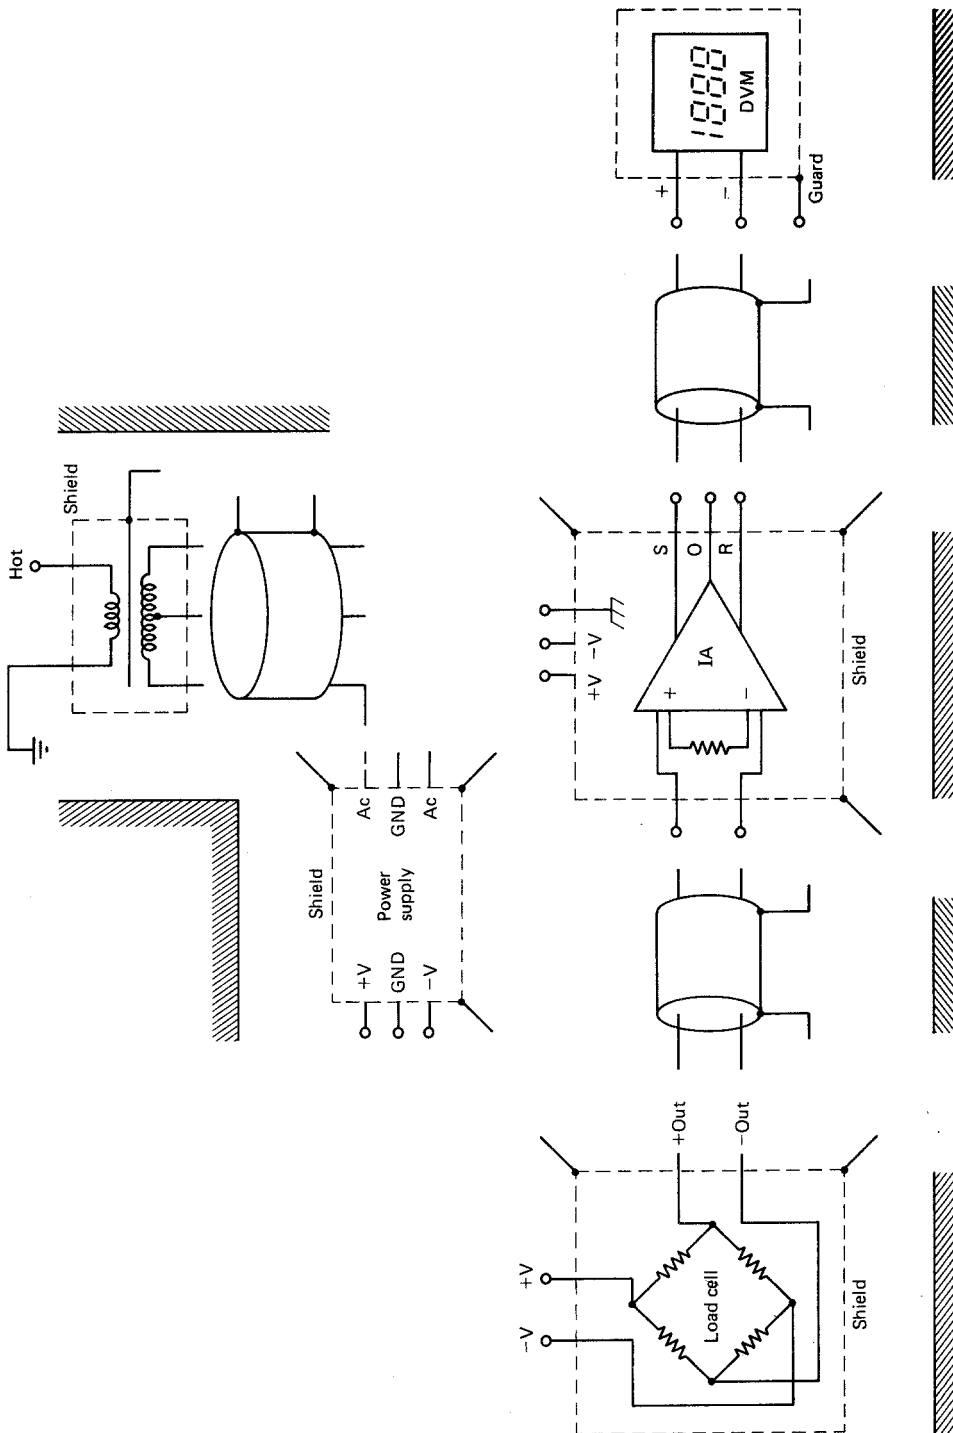 Hot
Shield
Shield
Ac
GND
Ac
Power
supply
+V
GND
-V
-V
+V
Load cell
Shield
+Out
-Out
+V
-V
+
-
IA
S
O
R
Shield
+
-
1888
DVM
Guard